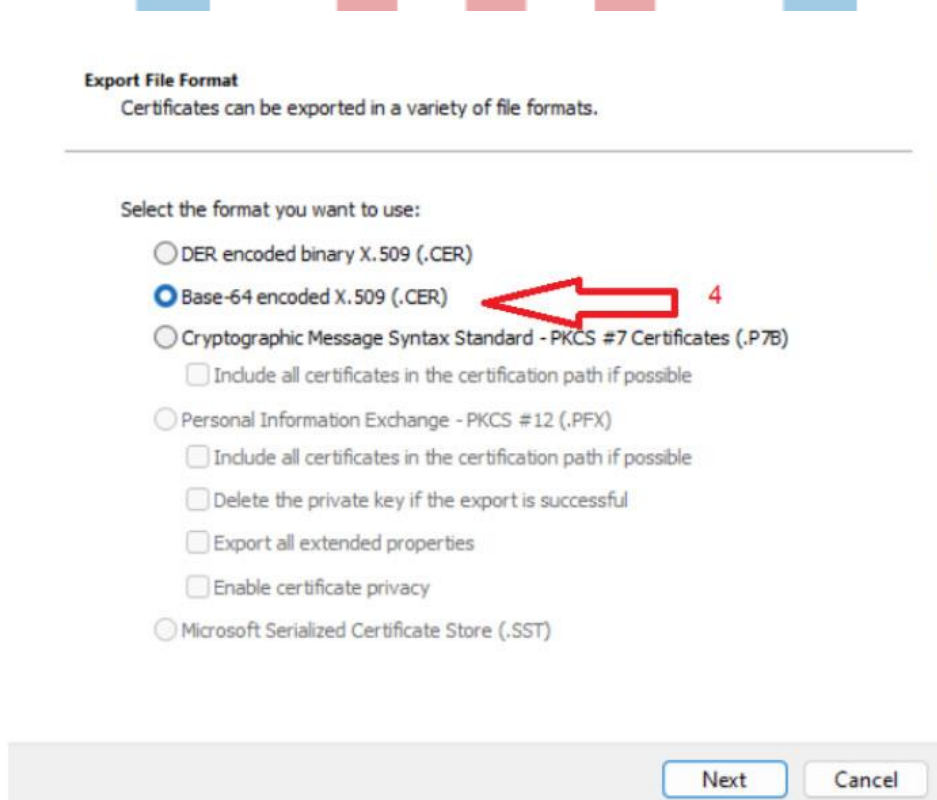 Export File Format
Certificates can be exported in a variety of file formats.
Select the format you want to use:
DER encoded binary X.509 (.CER)
Base-64 encoded X.509 (.CER)
4
Cryptographic Message Syntax Standard - PKCS #7 Certificates (.P7B)
Include all certificates in the certification path if possible
Personal Information Exchange - PKCS #12 (.PFX)
Include all certificates in the certification path if possible
Delete the private key if the export is successful
Export all extended properties
Enable certificate privacy
Microsoft Serialized Certificate Store (.SST)
Next
Cancel